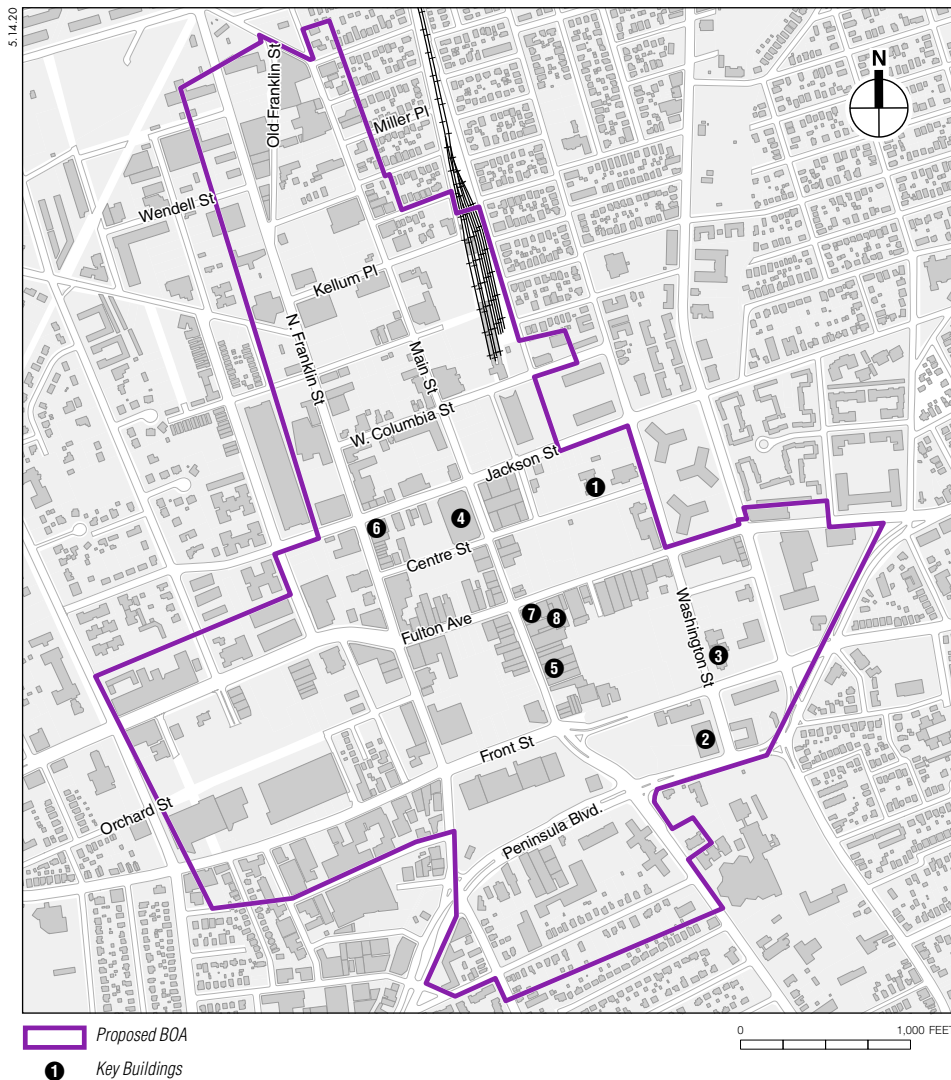 5.14.20
N
Old Franklin St
Miller Pl
Wendell St
Kellum Pl
N. Franklin St
Main St
W. Columbia St
Jackson St
1
6
4
Centre St
7
8
Fulton Ave
Washington St
5
3
2
Front St
Orchard St
Peninsula Blvd.
Proposed BOA
0 1,000 FEET
1 Key Buildings